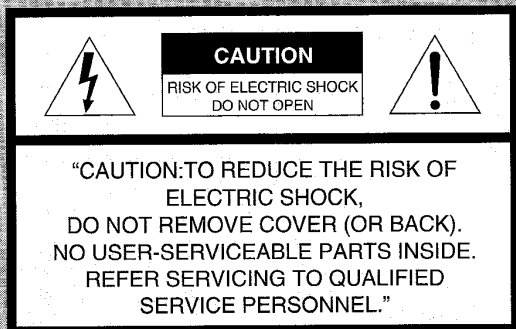 CAUTION
RISK OF ELECTRIC SHOCK
DO NOT OPEN
“CAUTION:TO REDUCE THE RISK OF
ELECTRIC SHOCK,
DO NOT REMOVE COVER (OR BACK).
NO USER-SERVICEABLE PARTS INSIDE.
REFER SERVICING TO QUALIFIED
SERVICE PERSONNEL.”